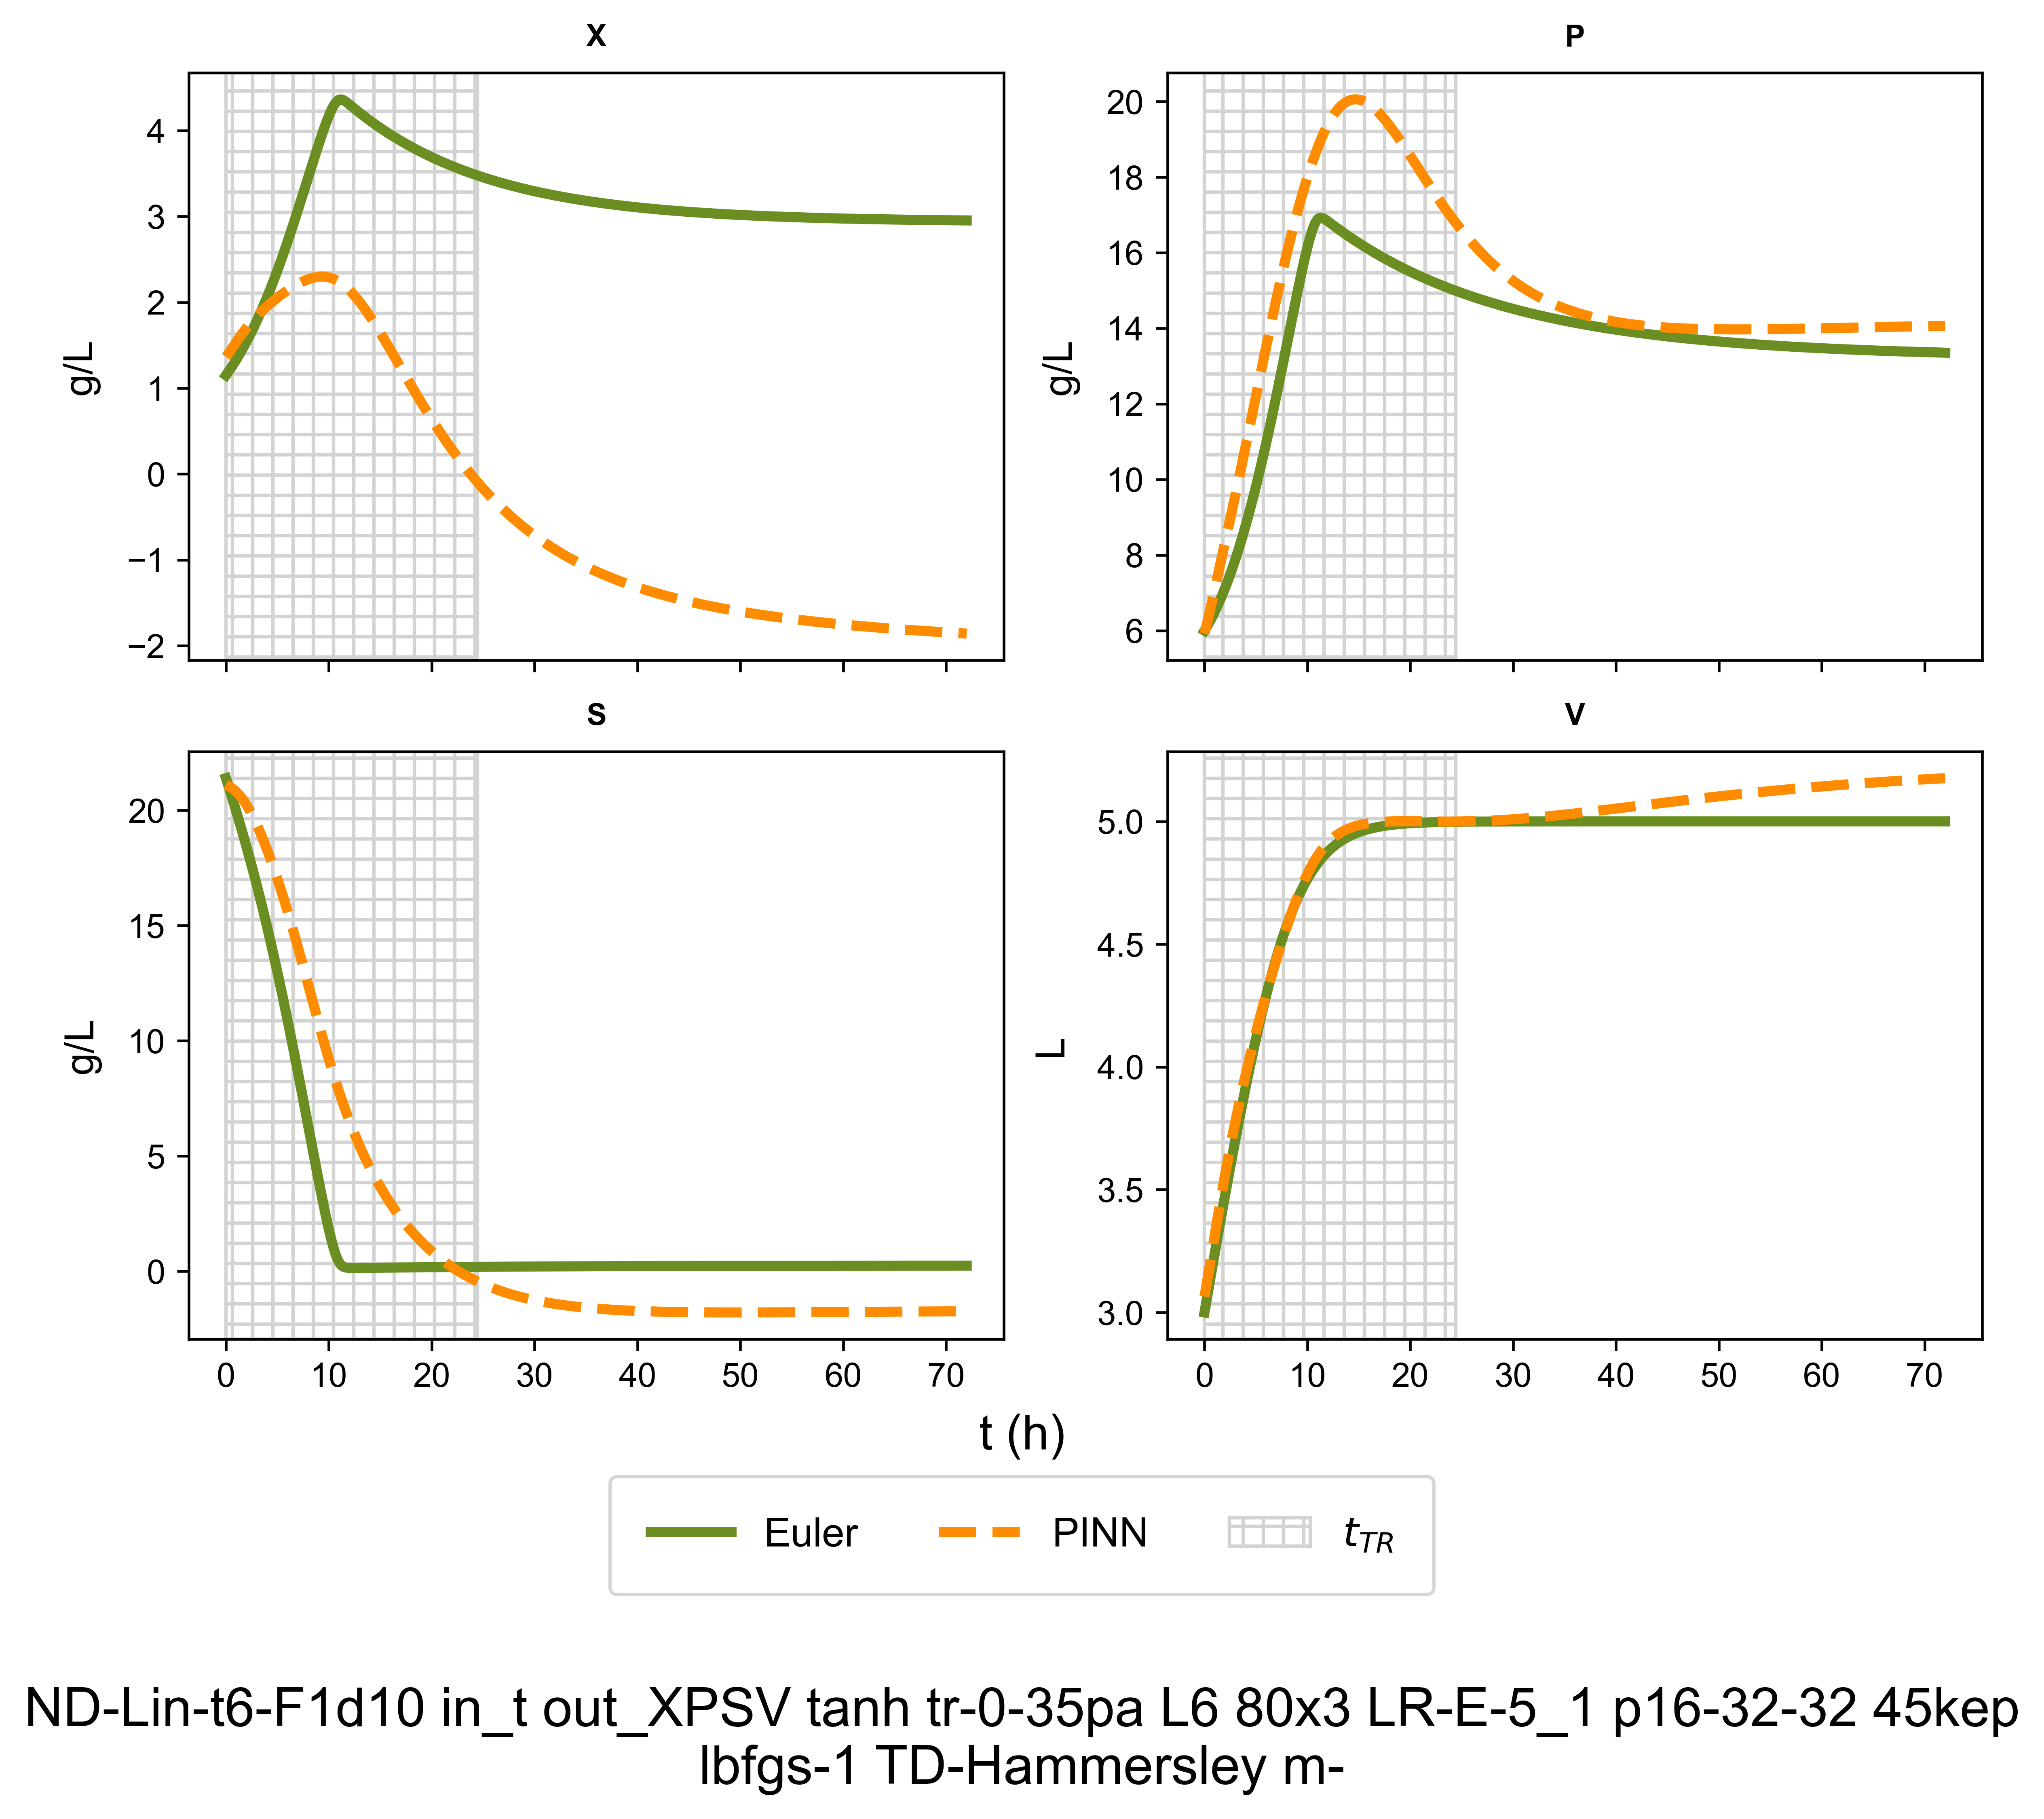 X
P
4
3
2
1
0
−1
−2
g/L
20
18
16
14
12
10
8
6
g/L
S
V
20
15
10
5
0
g/L
5.0
4.5
4.0
3.5
3.0
L
0 10 20 30 40 50 60 70
0 10 20 30 40 50 60 70
t (h)
Euler PINN t_TR
ND-Lin-t6-F1d10 in_t out_XPSV tanh tr-0-35pa L6 80x3 LR-E-5_1 p16-32-32 45kep
lbfgs-1 TD-Hammersley m-